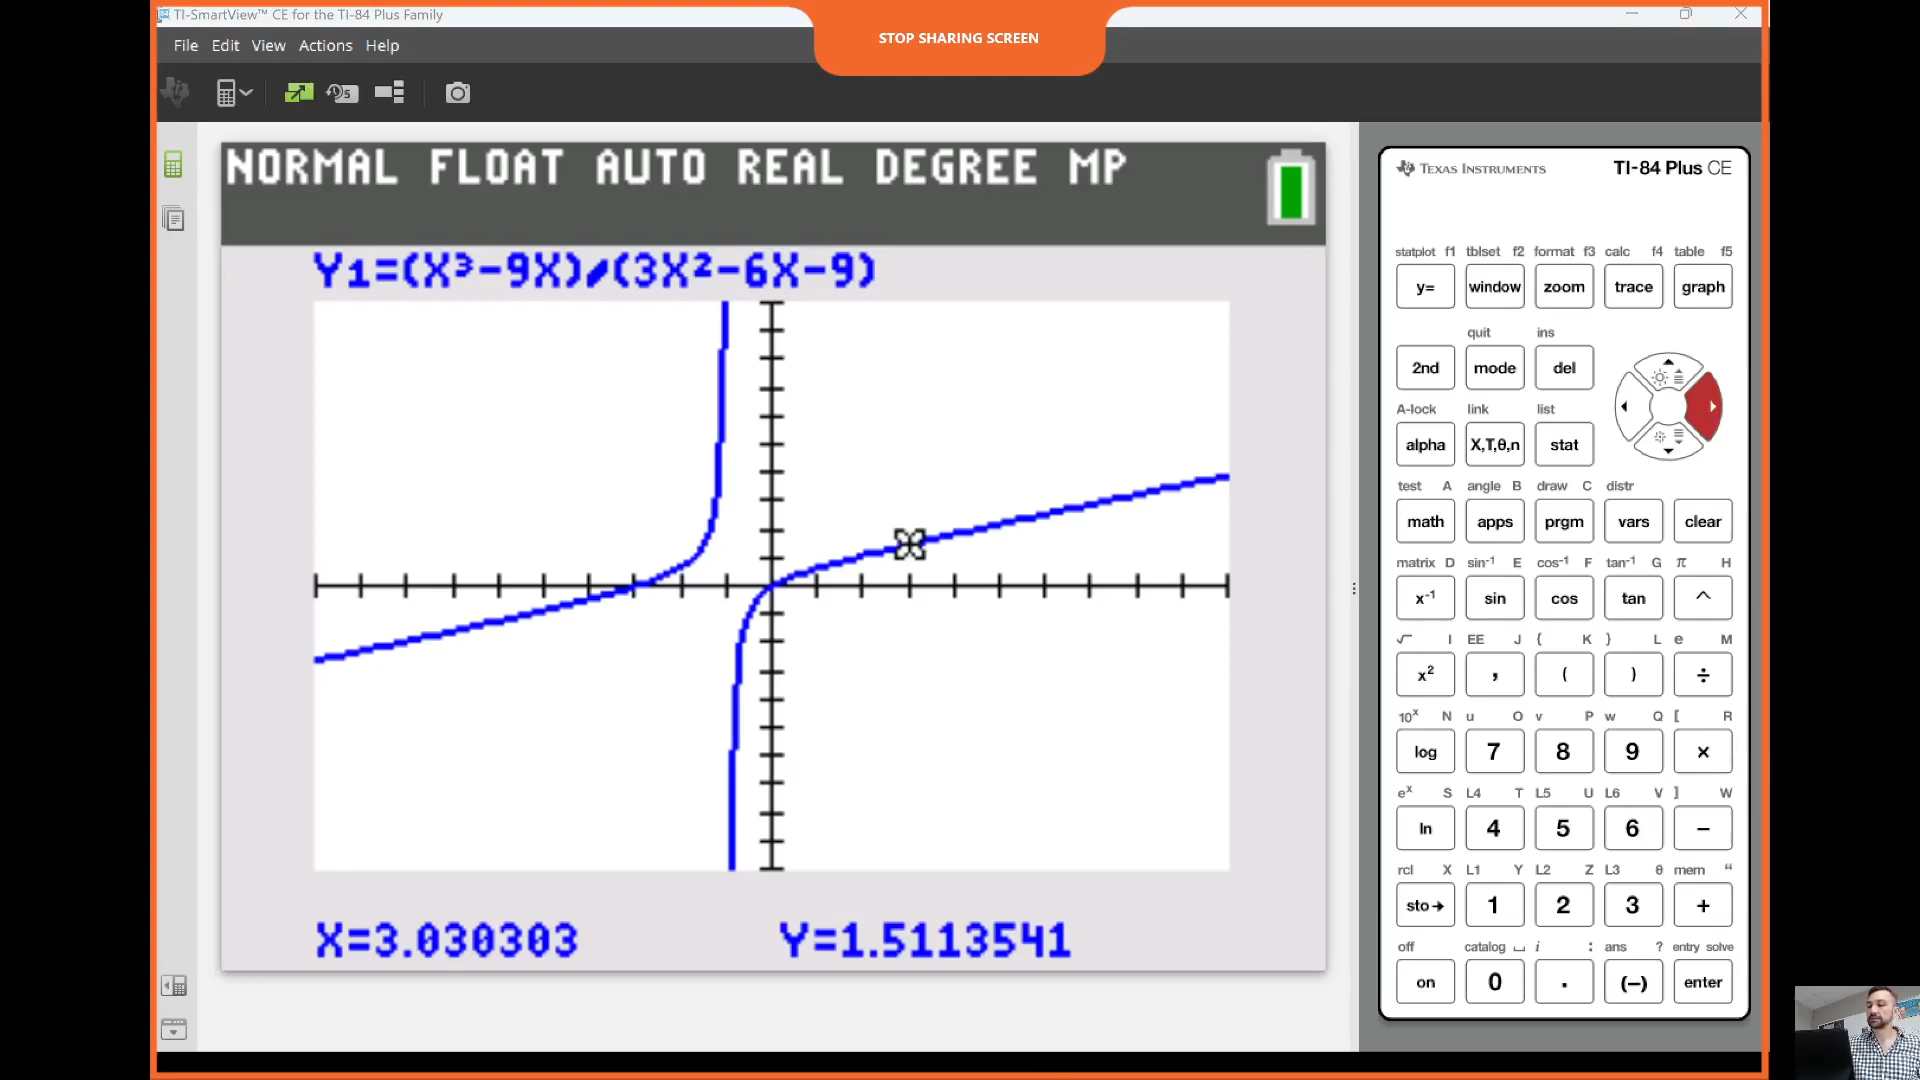 TI-SmartView™ CE for the TI-84 Plus Family
STOP SHARING SCREEN
File Edit View Actions Help
NORMAL FLOAT AUTO REAL DEGREE MP
Y1=(X³-9X)/(3X²-6X-9)
X=3.030303 Y=1.5113541
TEXAS INSTRUMENTS TI-84 Plus CE
statplot f1 tblset f2 format f3 calc f4 table f5
y= window zoom trace graph
quit ins
2nd mode del
A-lock link list
alpha X,T,θ,n stat
test A angle B draw C distr
math apps prgm vars clear
matrix D sin⁻¹ E cos⁻¹ F tan⁻¹ G π H
x⁻¹ sin cos tan ^
√ I EE J { K } L e M
x² , ( ) ÷
10ˣ N u O v P w Q [ R
log 7 8 9 ×
eˣ S L4 T L5 U L6 V ] W
ln 4 5 6 −
rcl X L1 Y L2 Z L3 θ mem “
sto→ 1 2 3 +
off catalog ⎵ i : ans ? entry solve
on 0 . (−) enter